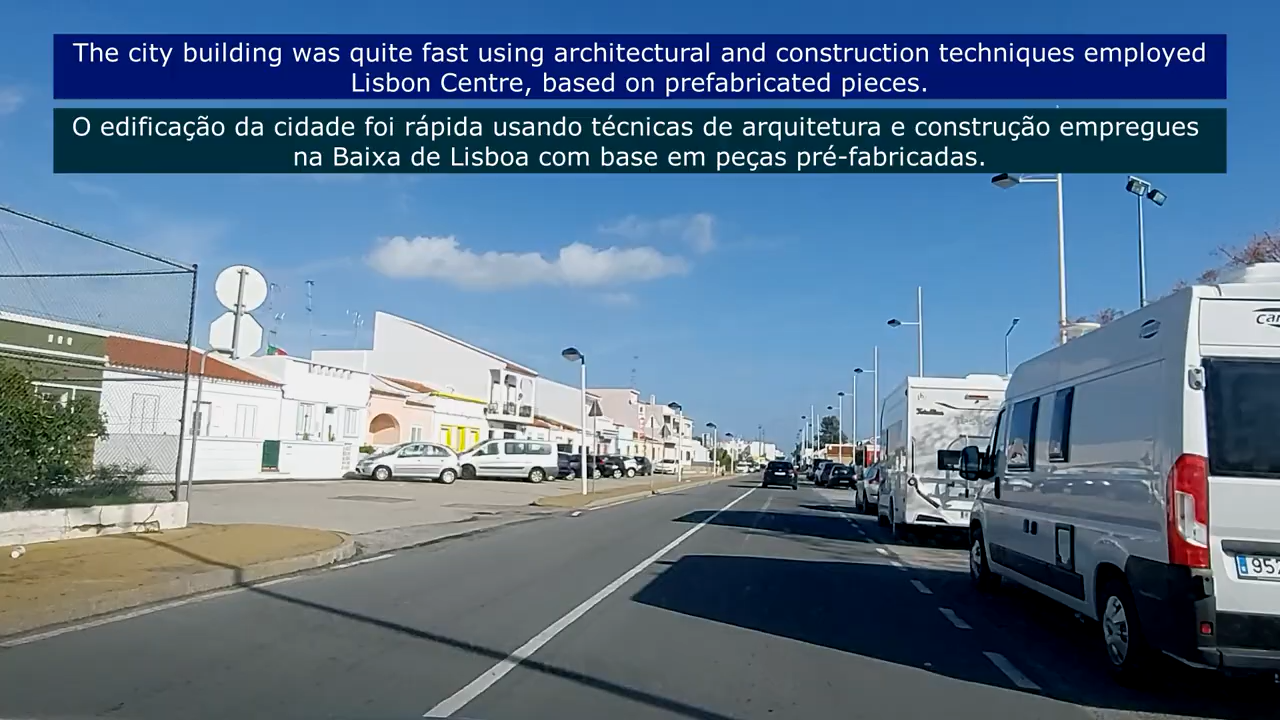 The city building was quite fast using architectural and construction techniques employed
Lisbon Centre, based on prefabricated pieces.
O edificação da cidade foi rápida usando técnicas de arquitetura e construção empregues
na Baixa de Lisboa com base em peças pré-fabricadas.